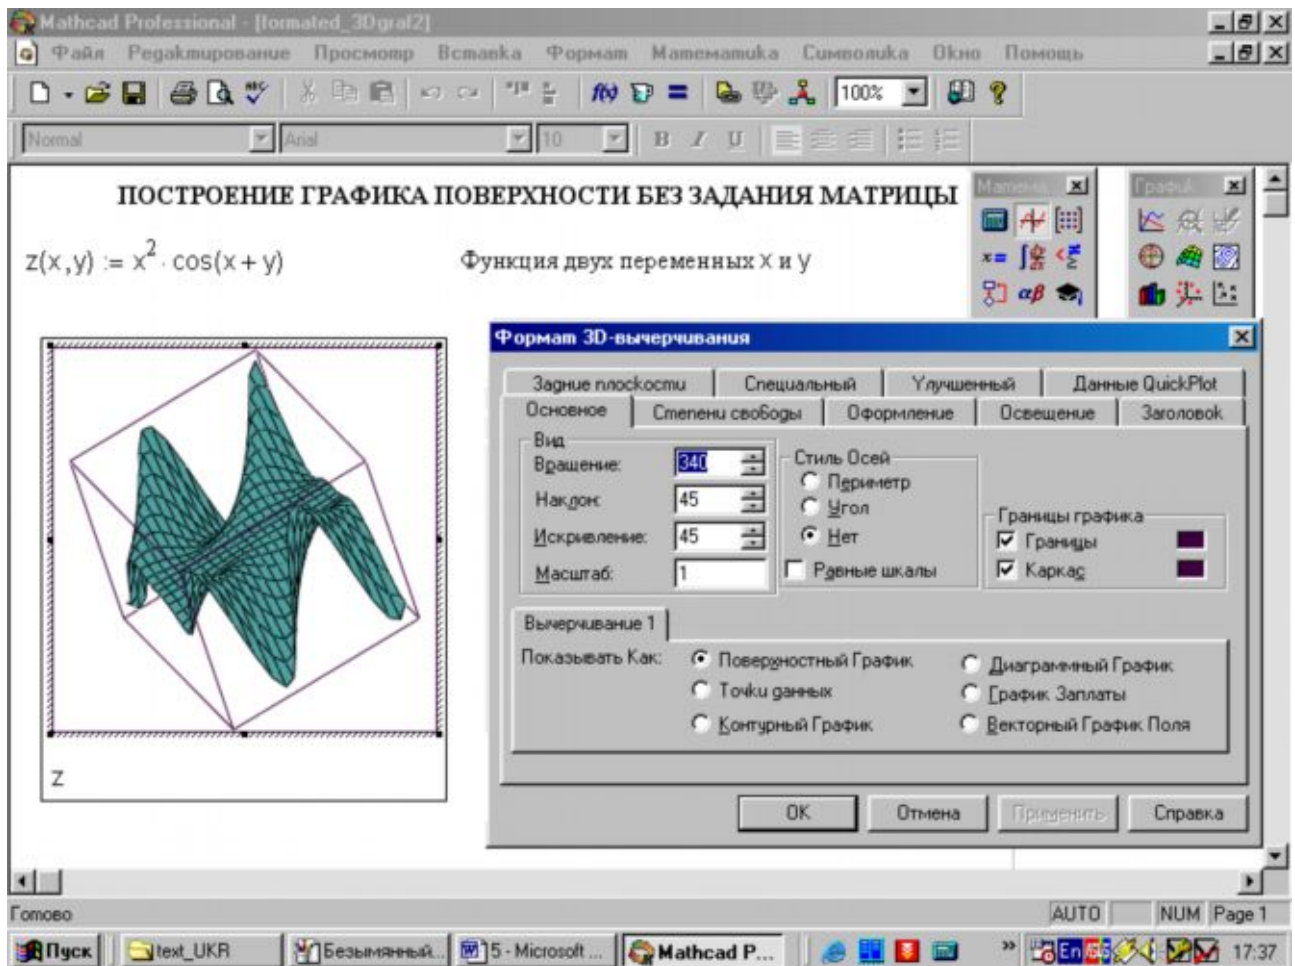 Mathcad Professional - [formated_3Dgraf2]
Файл Редактирование Просмотр Вставка Формат Математика Символика Окно Помощь
100%
Normal Arial 10 B I U
ПОСТРОЕНИЕ ГРАФИКА ПОВЕРХНОСТИ БЕЗ ЗАДАНИЯ МАТРИЦЫ
z(x,y) := x² · cos(x + y)
Функция двух переменных x и y
Матема
График
Формат 3D-вычерчивания
Задние плоскости Специальный Улучшенный Данные QuickPlot
Основное Степени свободы Оформление Освещение Заголовок
Вид
Вращение: 340
Наклон: 45
Искривление: 45
Масштаб: 1
Стиль Осей
Периметр
Угол
Нет
Равные шкалы
Границы графика
Границы
Каркас
Вычерчивание 1
Показывать Как:
Поверхностный График
Точки данных
Контурный График
Диаграммный График
График Заплаты
Векторный График Поля
z
OK Отмена Применить Справка
Готово
AUTO NUM Page 1
Пуск text_UKR Безымянный... 5 - Microsoft ... Mathcad P... » En 17:37